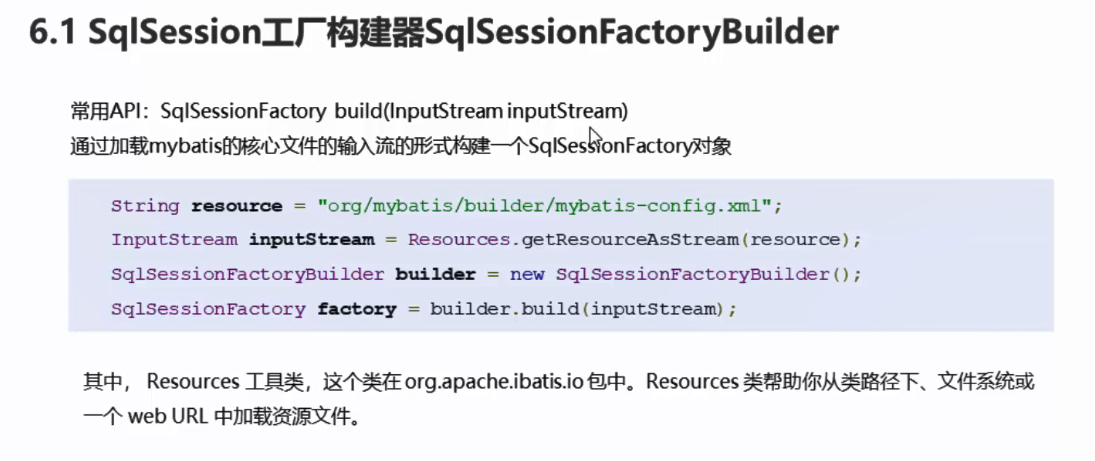 6.1 SqlSession工厂构建器SqlSessionFactoryBuilder
常用API：SqlSessionFactory build(InputStream inputStream)
通过加载mybatis的核心文件的输入流的形式构建一个SqlSessionFactory对象
String resource = "org/mybatis/builder/mybatis-config.xml";
InputStream inputStream = Resources.getResourceAsStream(resource);
SqlSessionFactoryBuilder builder = new SqlSessionFactoryBuilder();
SqlSessionFactory factory = builder.build(inputStream);
其中， Resources 工具类，这个类在 org.apache.ibatis.io 包中。Resources 类帮助你从类路径下、文件系统或
一个 web URL 中加载资源文件。